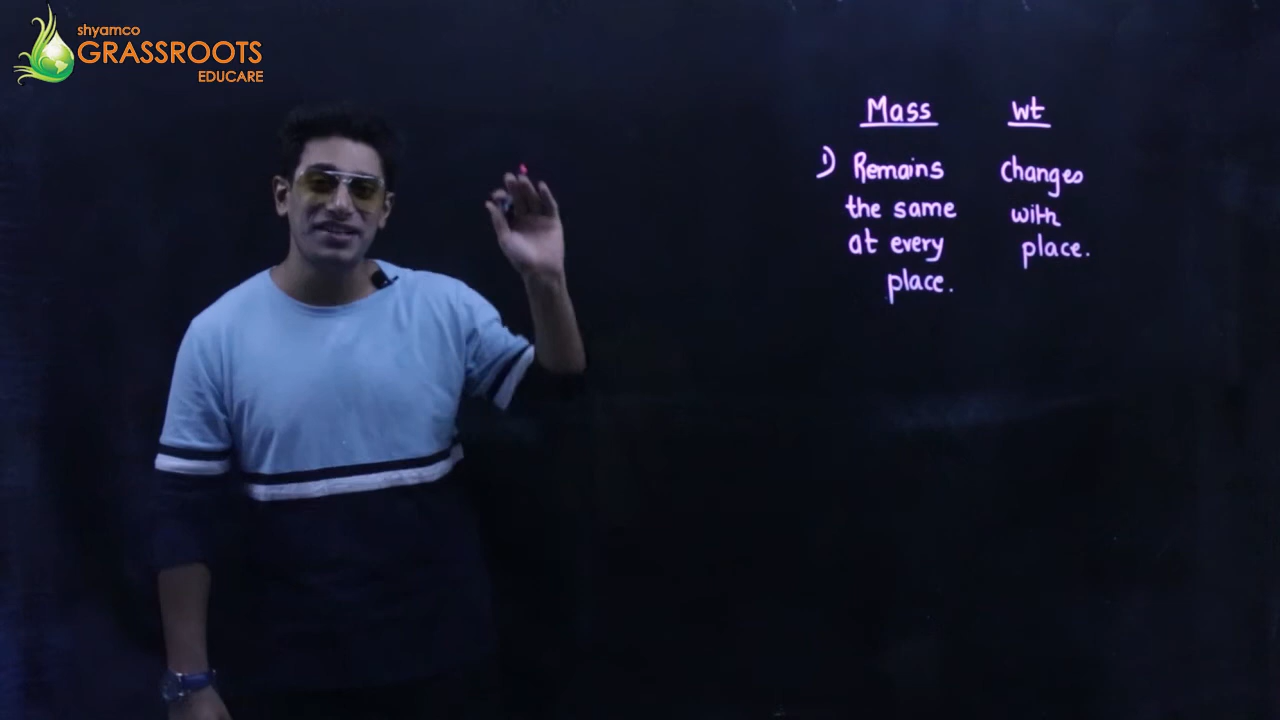 shyamco
GRASSROOTS
EDUCARE
Mass wt
1) Remains changes
the same with
at every place.
place.